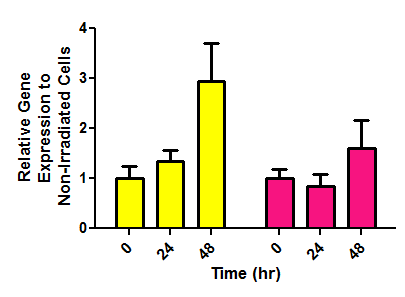 Relative Gene
Expression to
Non-Irradiated Cells
4
3
2
1
0
0 24 48 0 24 48
Time (hr)